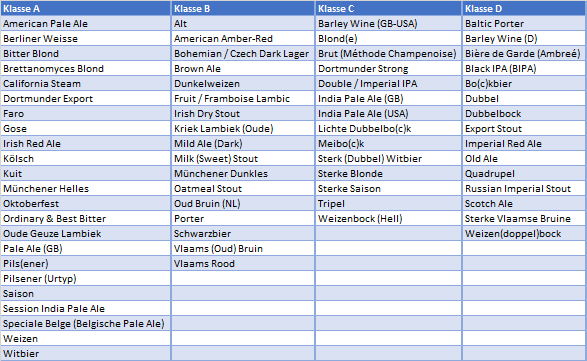 Klasse A Klasse B Klasse C Klasse D
American Pale Ale Alt Barley Wine (GB-USA) Baltic Porter
Berliner Weisse American Amber-Red Blond(e) Barley Wine (D)
Bitter Blond Bohemian / Czech Dark Lager Brut (Méthode Champenoise) Bière de Garde (Ambreé)
Brettanomyces Blond Brown Ale Dortmunder Strong Black IPA (BIPA)
California Steam Dunkelweizen Double / Imperial IPA Bo(c)kbier
Dortmunder Export Fruit / Framboise Lambic India Pale Ale (GB) Dubbel
Faro Irish Dry Stout India Pale Ale (USA) Dubbelbock
Gose Kriek Lambiek (Oude) Lichte Dubbelbo(c)k Export Stout
Irish Red Ale Mild Ale (Dark) Meibo(c)k Imperial Red Ale
Kölsch Milk (Sweet) Stout Sterk (Dubbel) Witbier Old Ale
Kuit Münchener Dunkles Sterke Blonde Quadrupel
Münchener Helles Oatmeal Stout Sterke Saison Russian Imperial Stout
Oktoberfest Oud Bruin (NL) Tripel Scotch Ale
Ordinary & Best Bitter Porter Weizenbock (Hell) Sterke Vlaamse Bruine
Oude Geuze Lambiek Schwarzbier Weizen(doppel)bock
Pale Ale (GB) Vlaams (Oud) Bruin
Pils(ener) Vlaams Rood
Pilsener (Urtyp)
Saison
Session India Pale Ale
Speciale Belge (Belgische Pale Ale)
Weizen
Witbier